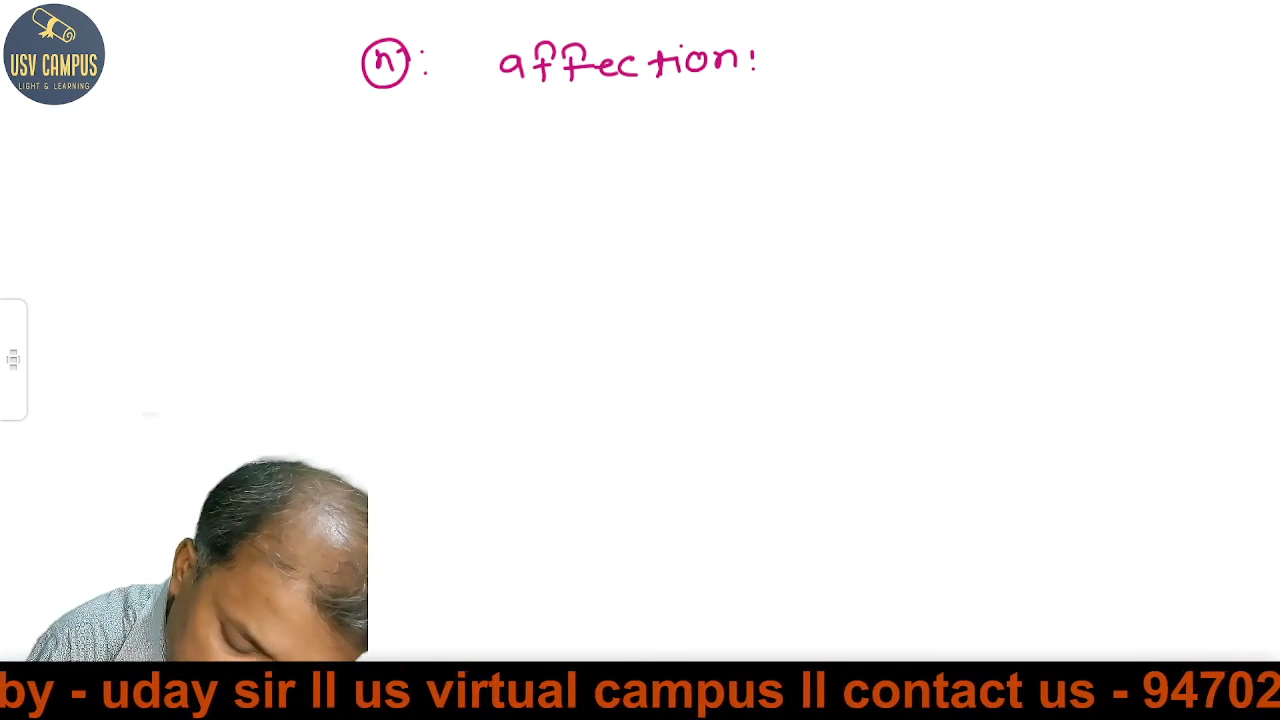 USV CAMPUS
LIGHT & LEARNING
n : affection :
by - uday sir ll us virtual campus ll contact us - 94702